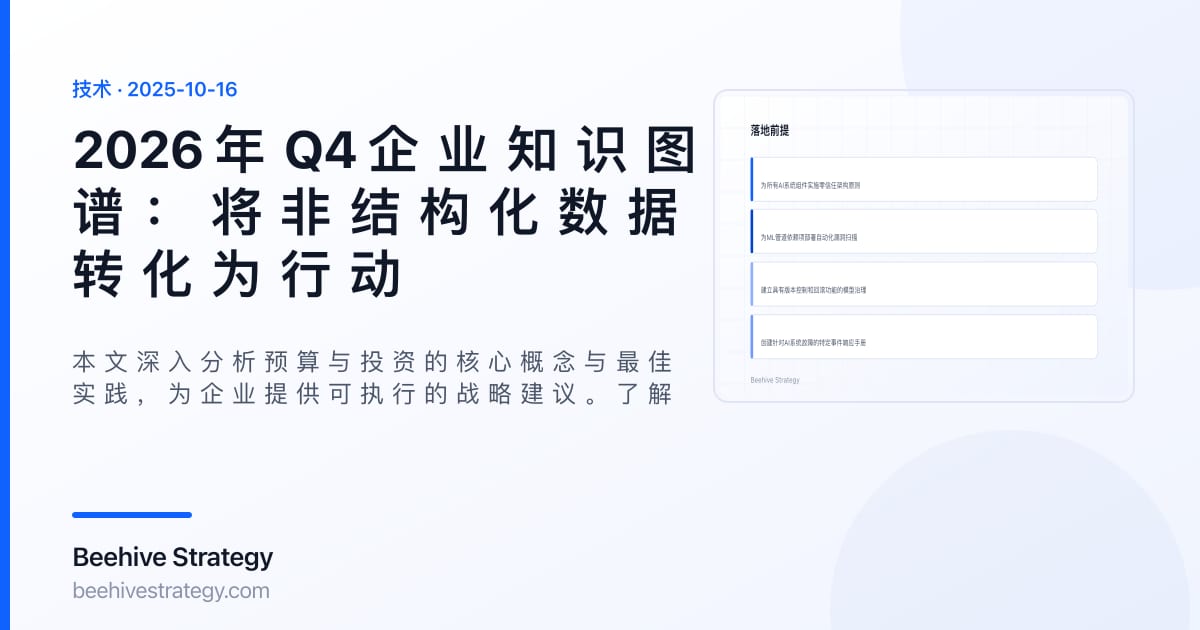 技术 · 2025-10-16
2026年 Q4企业知识图
谱：将非结构化数据
转化为行动
本文深入分析预算与投资的核心概念与最佳
实践，为企业提供可执行的战略建议。了解
Beehive Strategy
beehivestrategy.com
落地前提
为所有AI系统组件实施零信任架构原则
为ML管道依赖项部署自动化漏洞扫描
建立具有版本控制和回滚功能的模型治理
创建针对AI系统故障的特定事件响应手册
Beehive Strategy